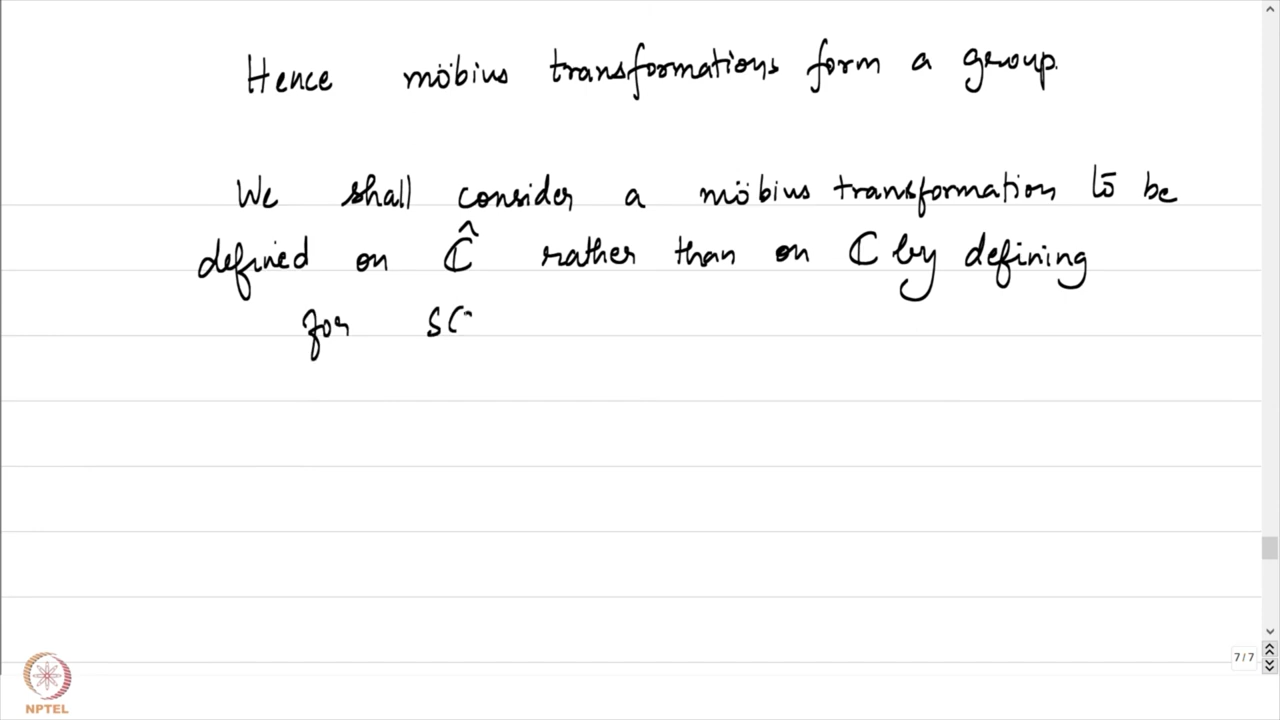 Hence möbius transformations form a group.
We shall consider a möbius transformation to be
defined on Ĉ rather than on ℂ by defining
for S(
7/7
NPTEL